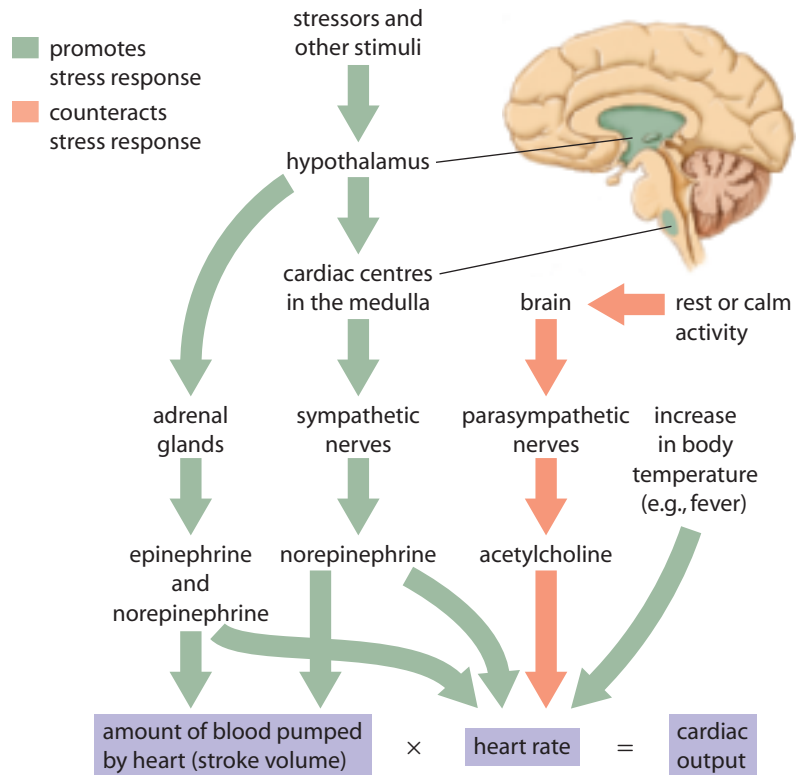 stressors and
other stimuli
promotes
stress response
counteracts
stress response
hypothalamus
cardiac centres
in the medulla
brain
rest or calm
activity
adrenal
glands
sympathetic
nerves
parasympathetic
nerves
increase
in body
temperature
(e.g., fever)
epinephrine
and
norepinephrine
norepinephrine
acetylcholine
amount of blood pumped
by heart (stroke volume)
×
heart rate
=
cardiac
output